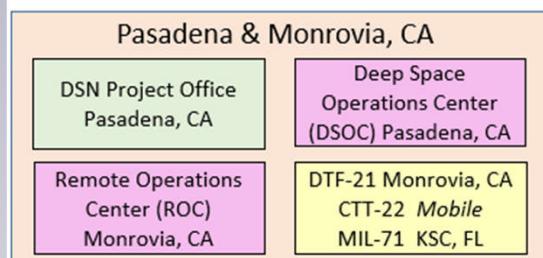 Pasadena & Monrovia, CA
DSN Project Office
Pasadena, CA
Deep Space
Operations Center
(DSOC) Pasadena, CA
Remote Operations
Center (ROC)
Monrovia, CA
DTF-21 Monrovia, CA
CTT-22 Mobile
MIL-71 KSC, FL